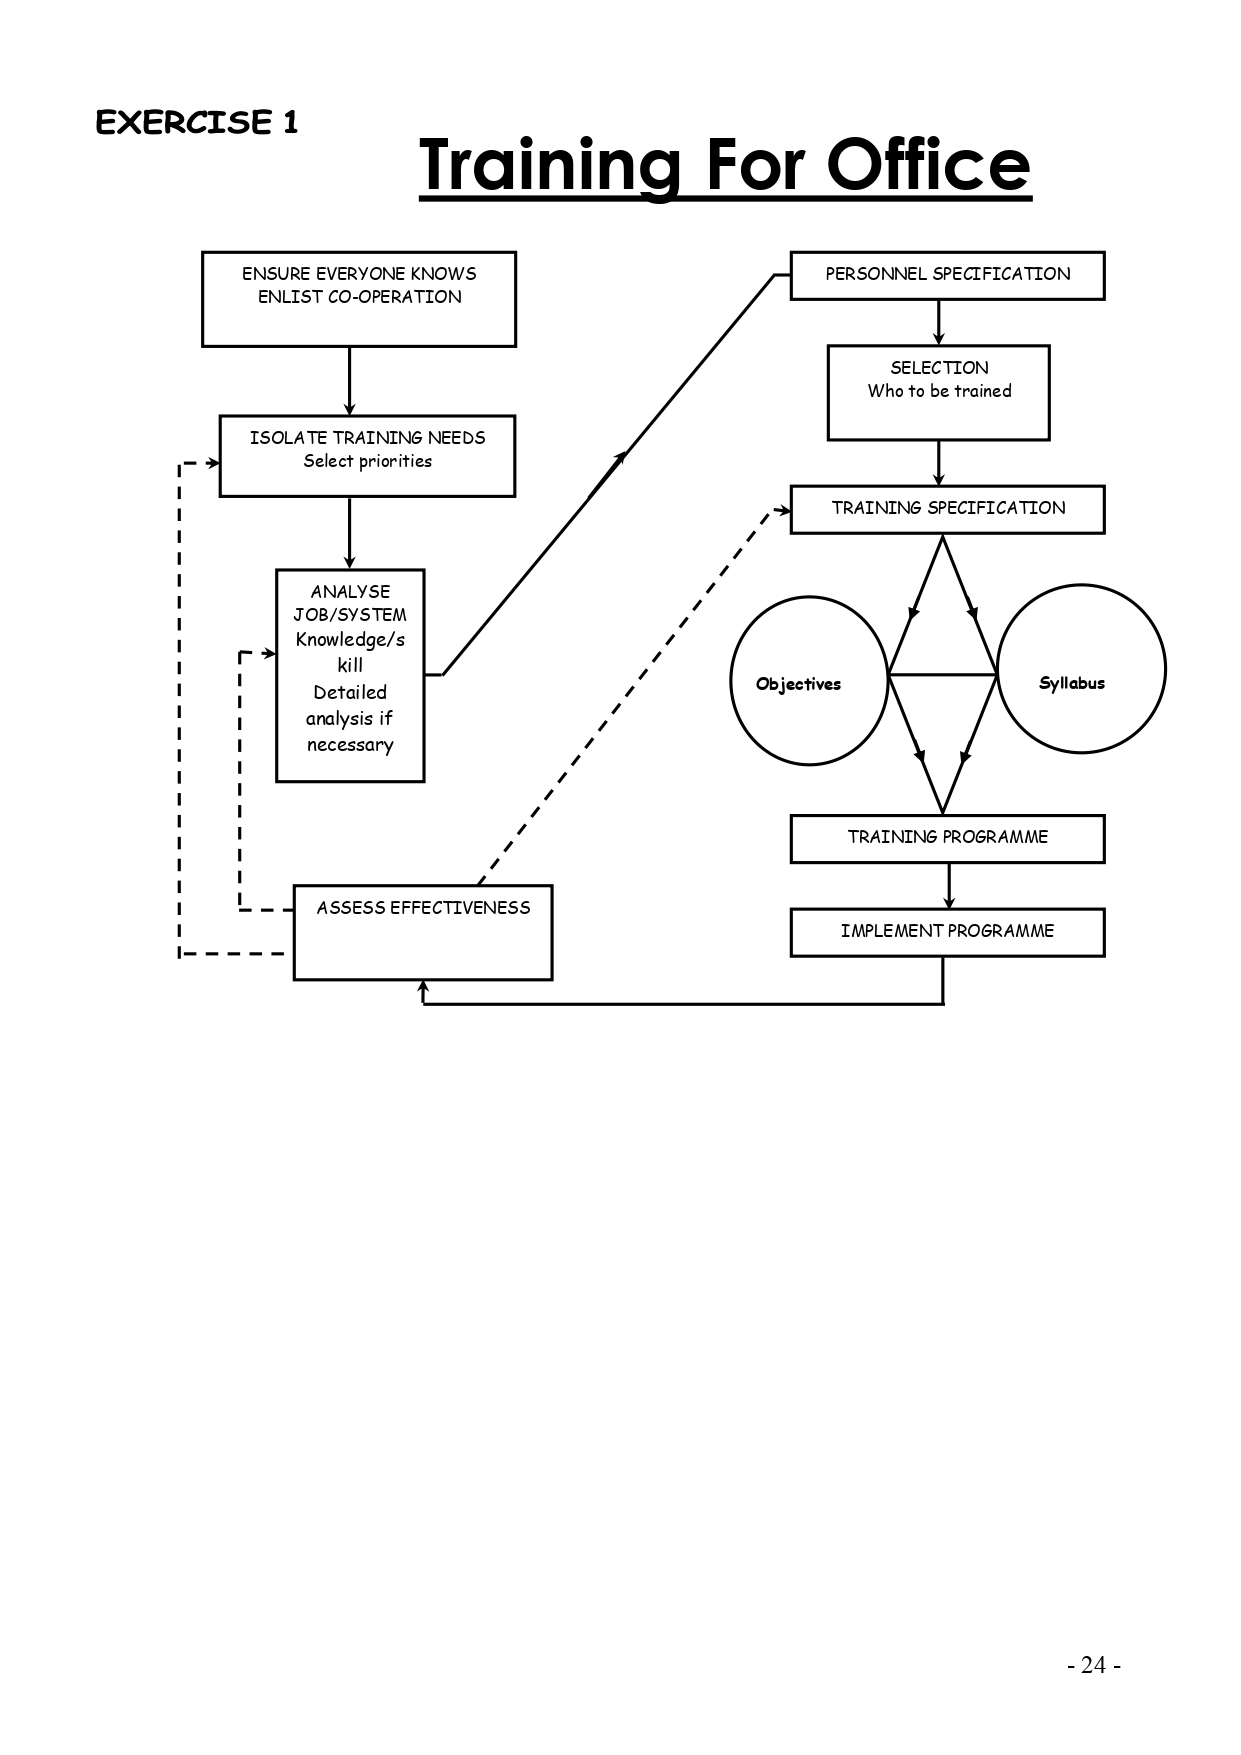 EXERCISE 1
Training For Office
ENSURE EVERYONE KNOWS
ENLIST CO-OPERATION
ISOLATE TRAINING NEEDS
Select priorities
ANALYSE
JOB/SYSTEM
Knowledge/s
kill
Detailed
analysis if
necessary
ASSESS EFFECTIVENESS
PERSONNEL SPECIFICATION
SELECTION
Who to be trained
TRAINING SPECIFICATION
Objectives
Syllabus
TRAINING PROGRAMME
IMPLEMENT PROGRAMME
- 24 -